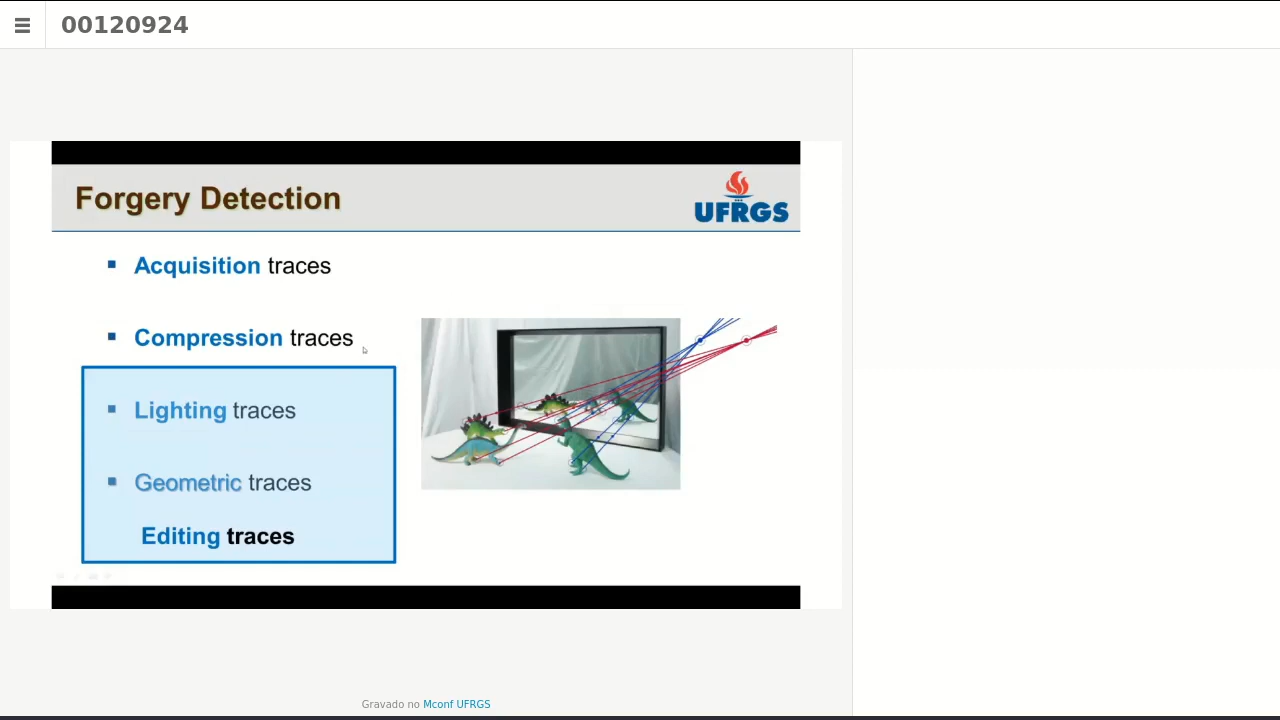 00120924
Forgery Detection
UFRGS
Acquisition traces
Compression traces
Lighting traces
Geometric traces
Editing traces
Gravado no Mconf UFRGS